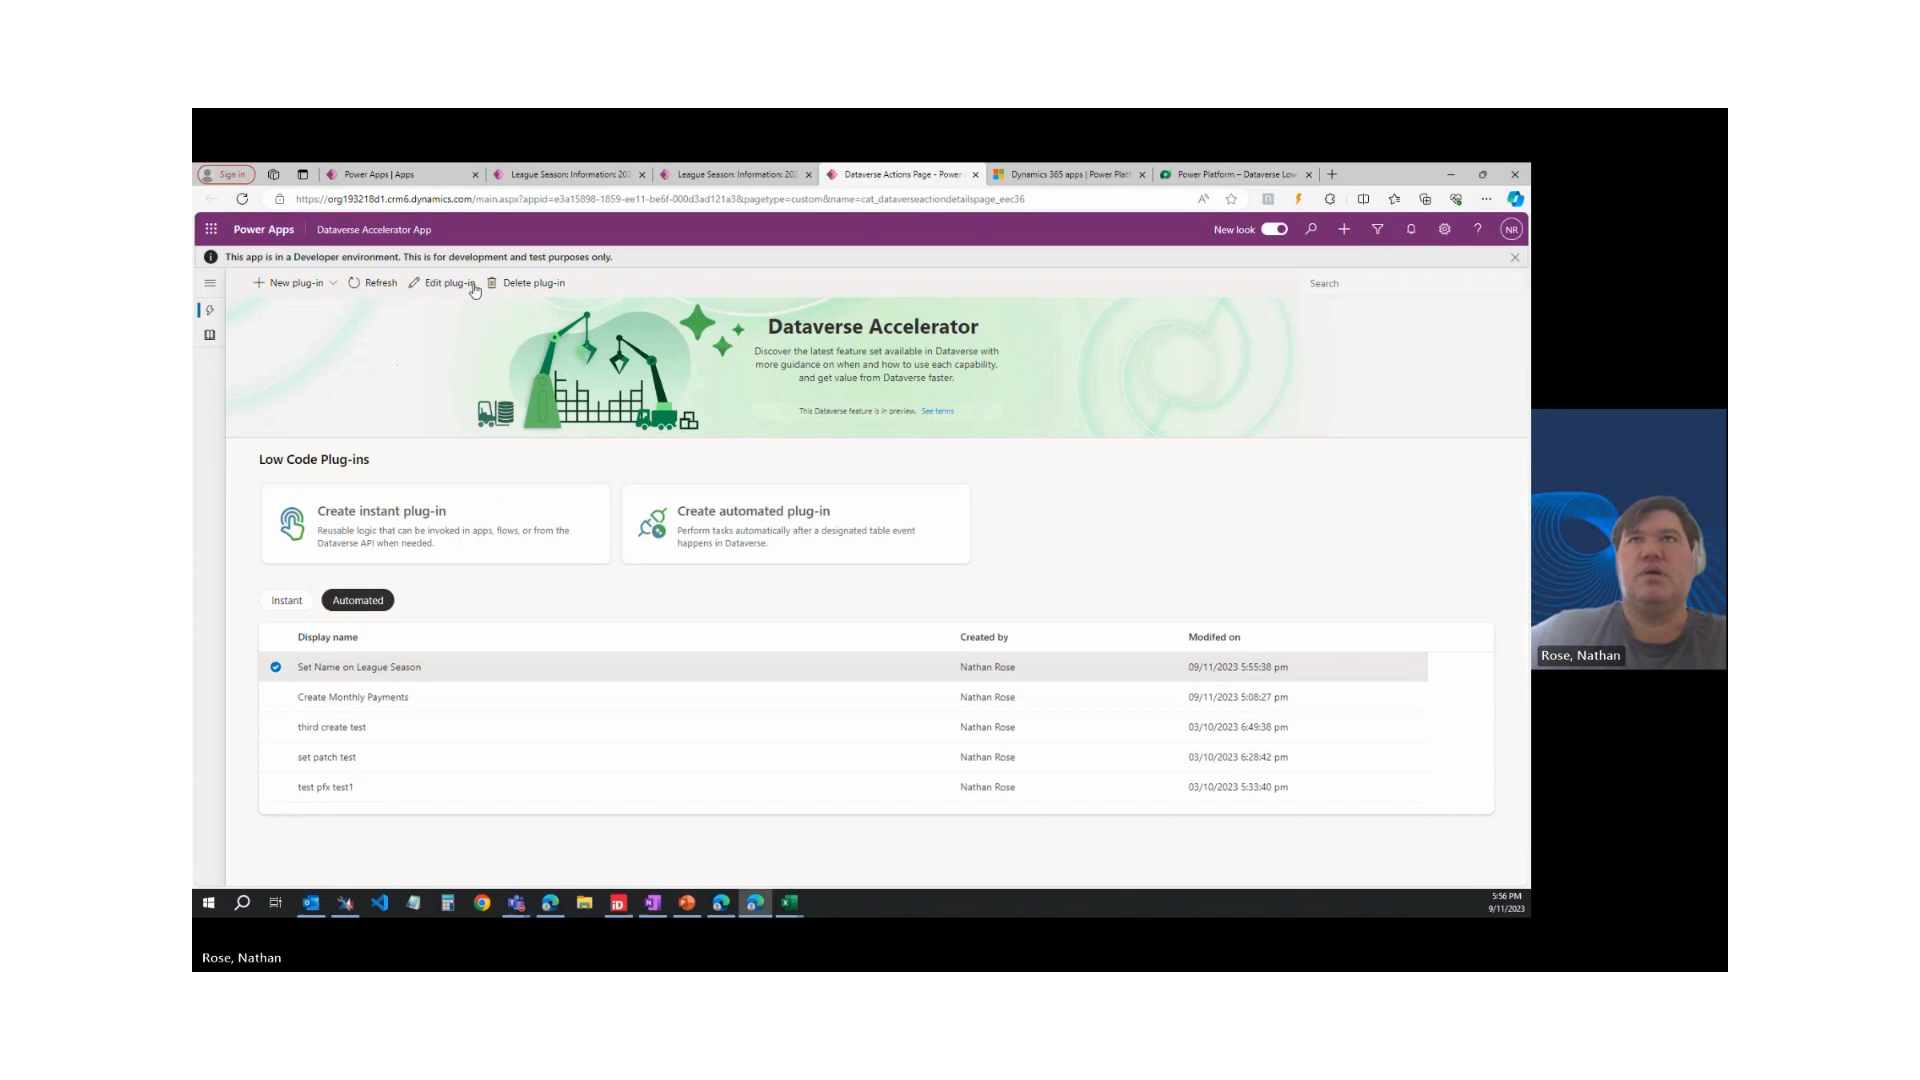 Sign in
Power Apps | Apps
League Season: Information: 202
League Season: Information: 202
Dataverse Actions Page - Power
Dynamics 365 apps | Power Platf
Power Platform – Dataverse Low
https://org193218d1.crm6.dynamics.com/main.aspx?appid=e3a15898-1859-ee11-be6f-000d3ad121a3&pagetype=custom&name=cat_dataverseactiondetailspage_eec36
Power Apps
Dataverse Accelerator App
New look
NR
This app is in a Developer environment. This is for development and test purposes only.
New plug-in
Refresh
Edit plug-in
Delete plug-in
Search
Dataverse Accelerator
Discover the latest feature set available in Dataverse with
more guidance on when and how to use each capability,
and get value from Dataverse faster.
This Dataverse feature is in preview. See terms
Low Code Plug-ins
Create instant plug-in
Reusable logic that can be invoked in apps, flows, or from the
Dataverse API when needed.
Create automated plug-in
Perform tasks automatically after a designated table event
happens in Dataverse.
Instant
Automated
Display name
Created by
Modifed on
Set Name on League Season
Nathan Rose
09/11/2023 5:55:38 pm
Create Monthly Payments
Nathan Rose
09/11/2023 5:08:27 pm
third create test
Nathan Rose
03/10/2023 6:49:38 pm
set patch test
Nathan Rose
03/10/2023 6:28:42 pm
test pfx test1
Nathan Rose
03/10/2023 5:33:40 pm
Rose, Nathan
iD
5:56 PM
9/11/2023
Rose, Nathan